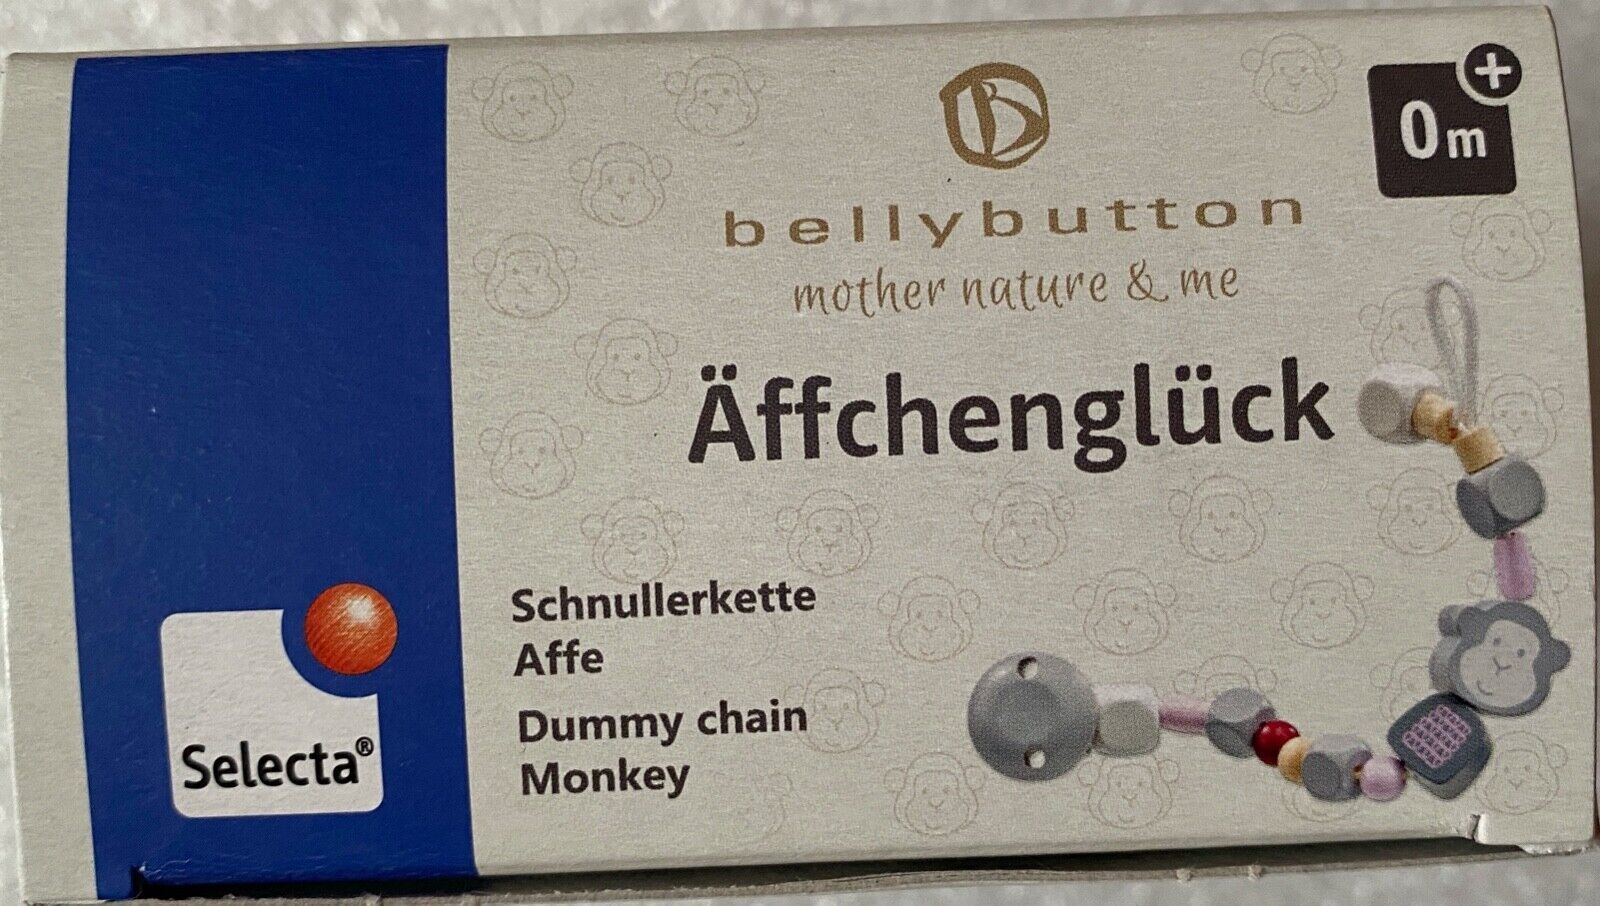 bellybutton
mother nature & me
0m+
Äffchenglück
Schnullerkette
Affe
Dummy chain
Monkey
Selecta®